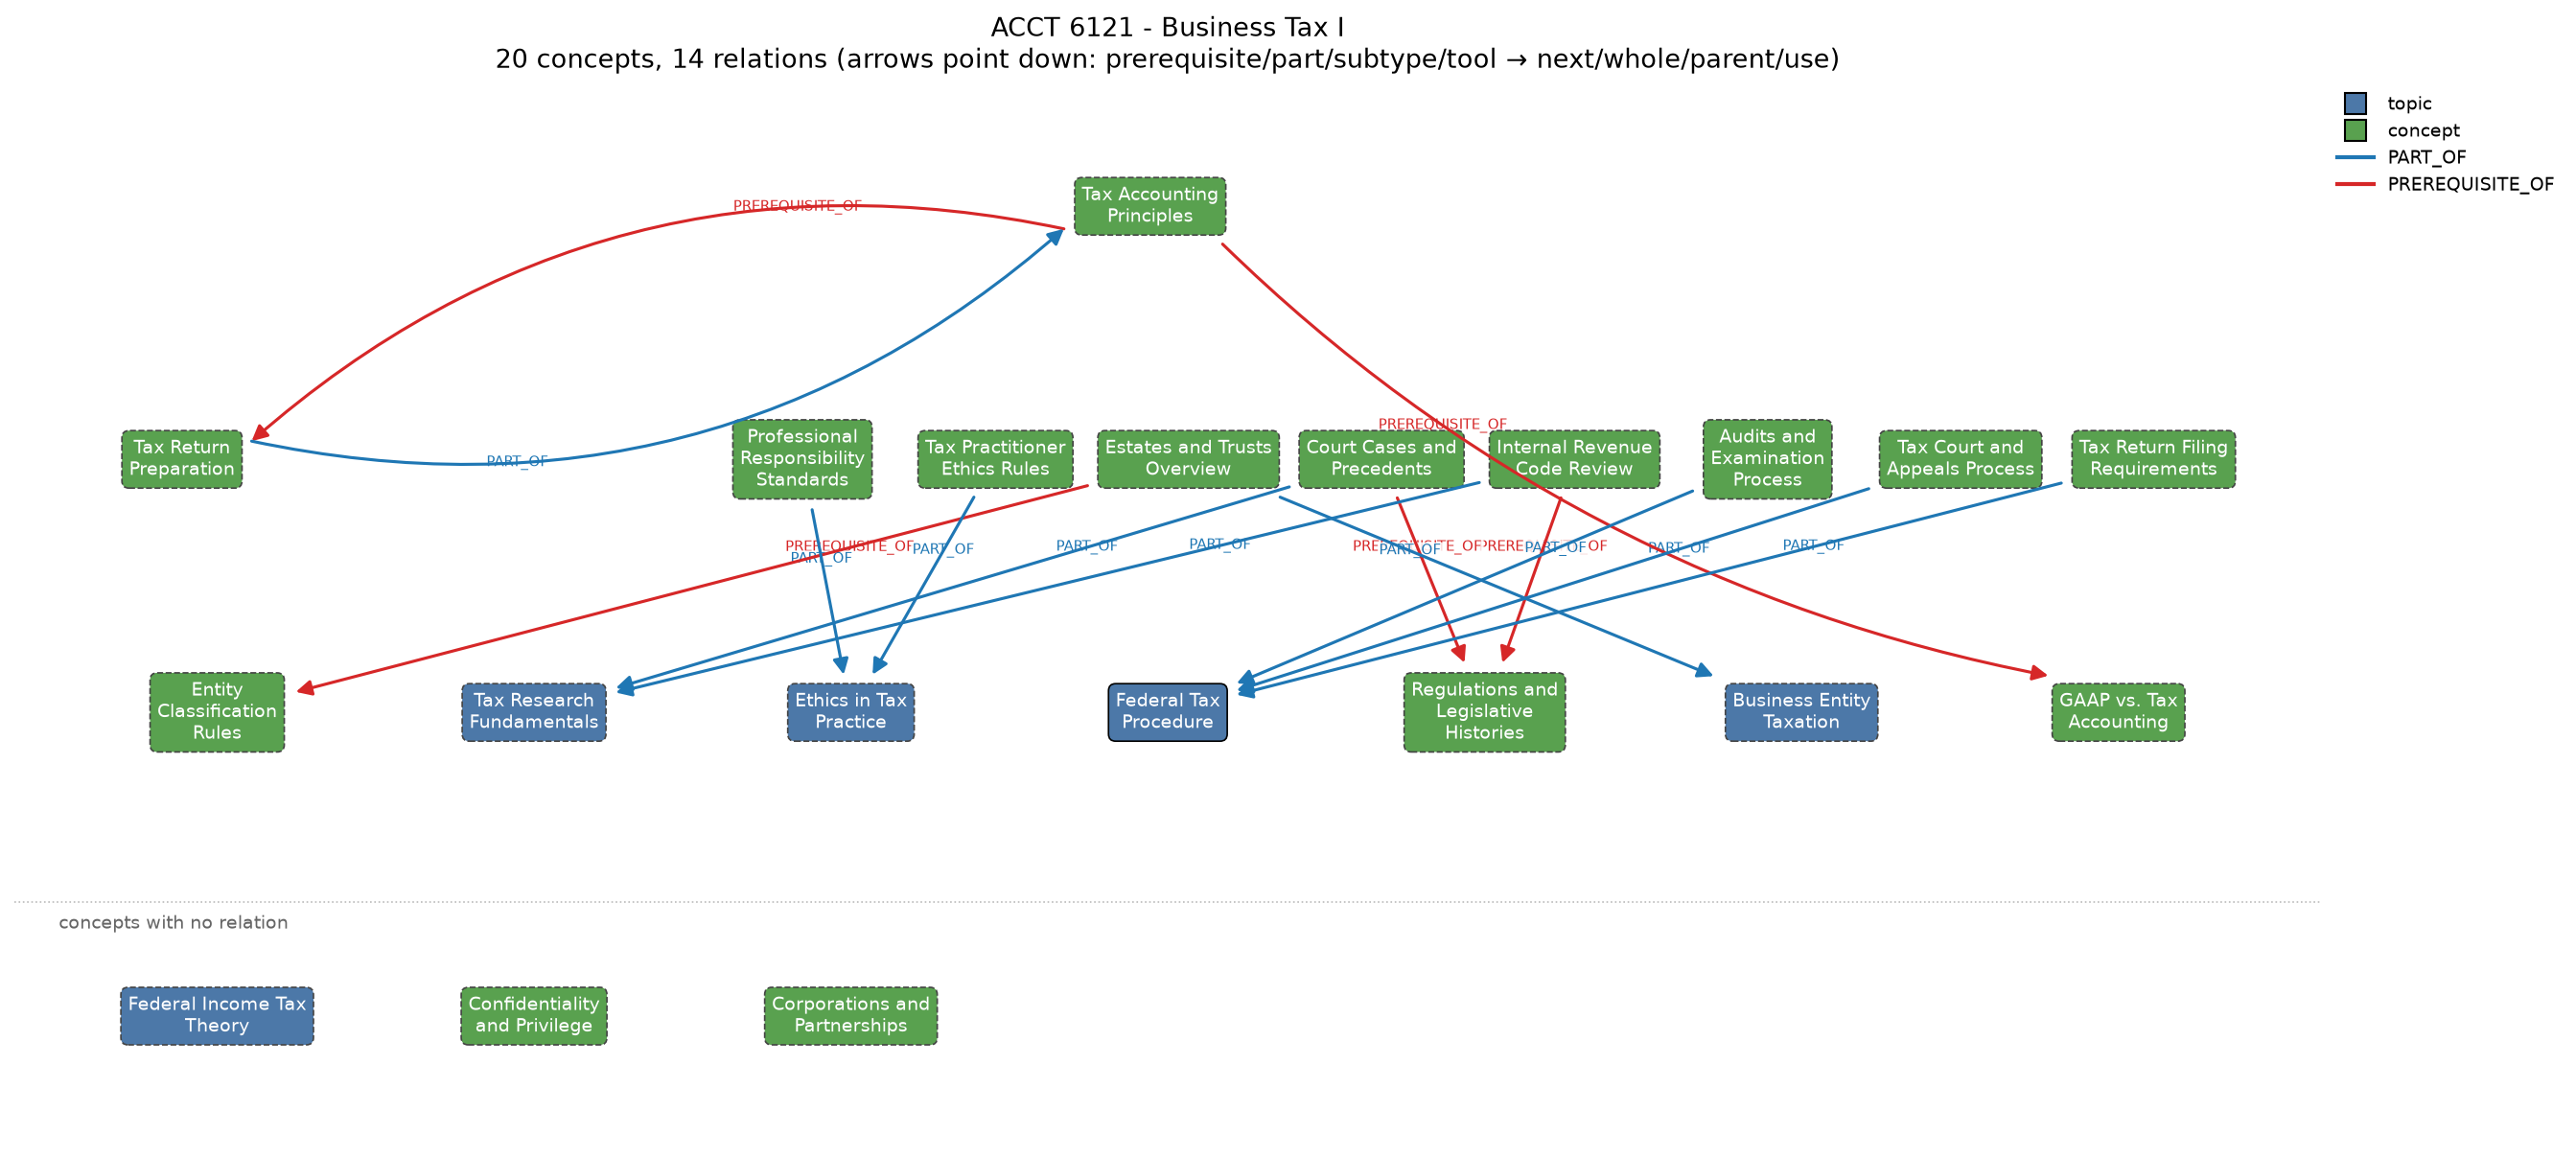 ACCT 6121 - Business Tax I
20 concepts, 14 relations (arrows point down: prerequisite/part/subtype/tool → next/whole/parent/use)
topic
concept
PART_OF
PREREQUISITE_OF
Tax Accounting
Principles
PREREQUISITE_OF
PREREQUISITE_OF
Tax Return
Preparation
PART_OF
Professional
Responsibility
Standards
Tax Practitioner
Ethics Rules
Estates and Trusts
Overview
Court Cases and
Precedents
Internal Revenue
Code Review
Audits and
Examination
Process
Tax Court and
Appeals Process
Tax Return Filing
Requirements
PREREQUISITE_OF
PART_OF
PART_OF
PART_OF
PART_OF
PREREQUISITE_OF
PART_OF
PREREQUISITE_OF
PART_OF
PART_OF
PART_OF
Entity
Classification
Rules
Tax Research
Fundamentals
Ethics in Tax
Practice
Federal Tax
Procedure
Regulations and
Legislative
Histories
Business Entity
Taxation
GAAP vs. Tax
Accounting
concepts with no relation
Federal Income Tax
Theory
Confidentiality
and Privilege
Corporations and
Partnerships